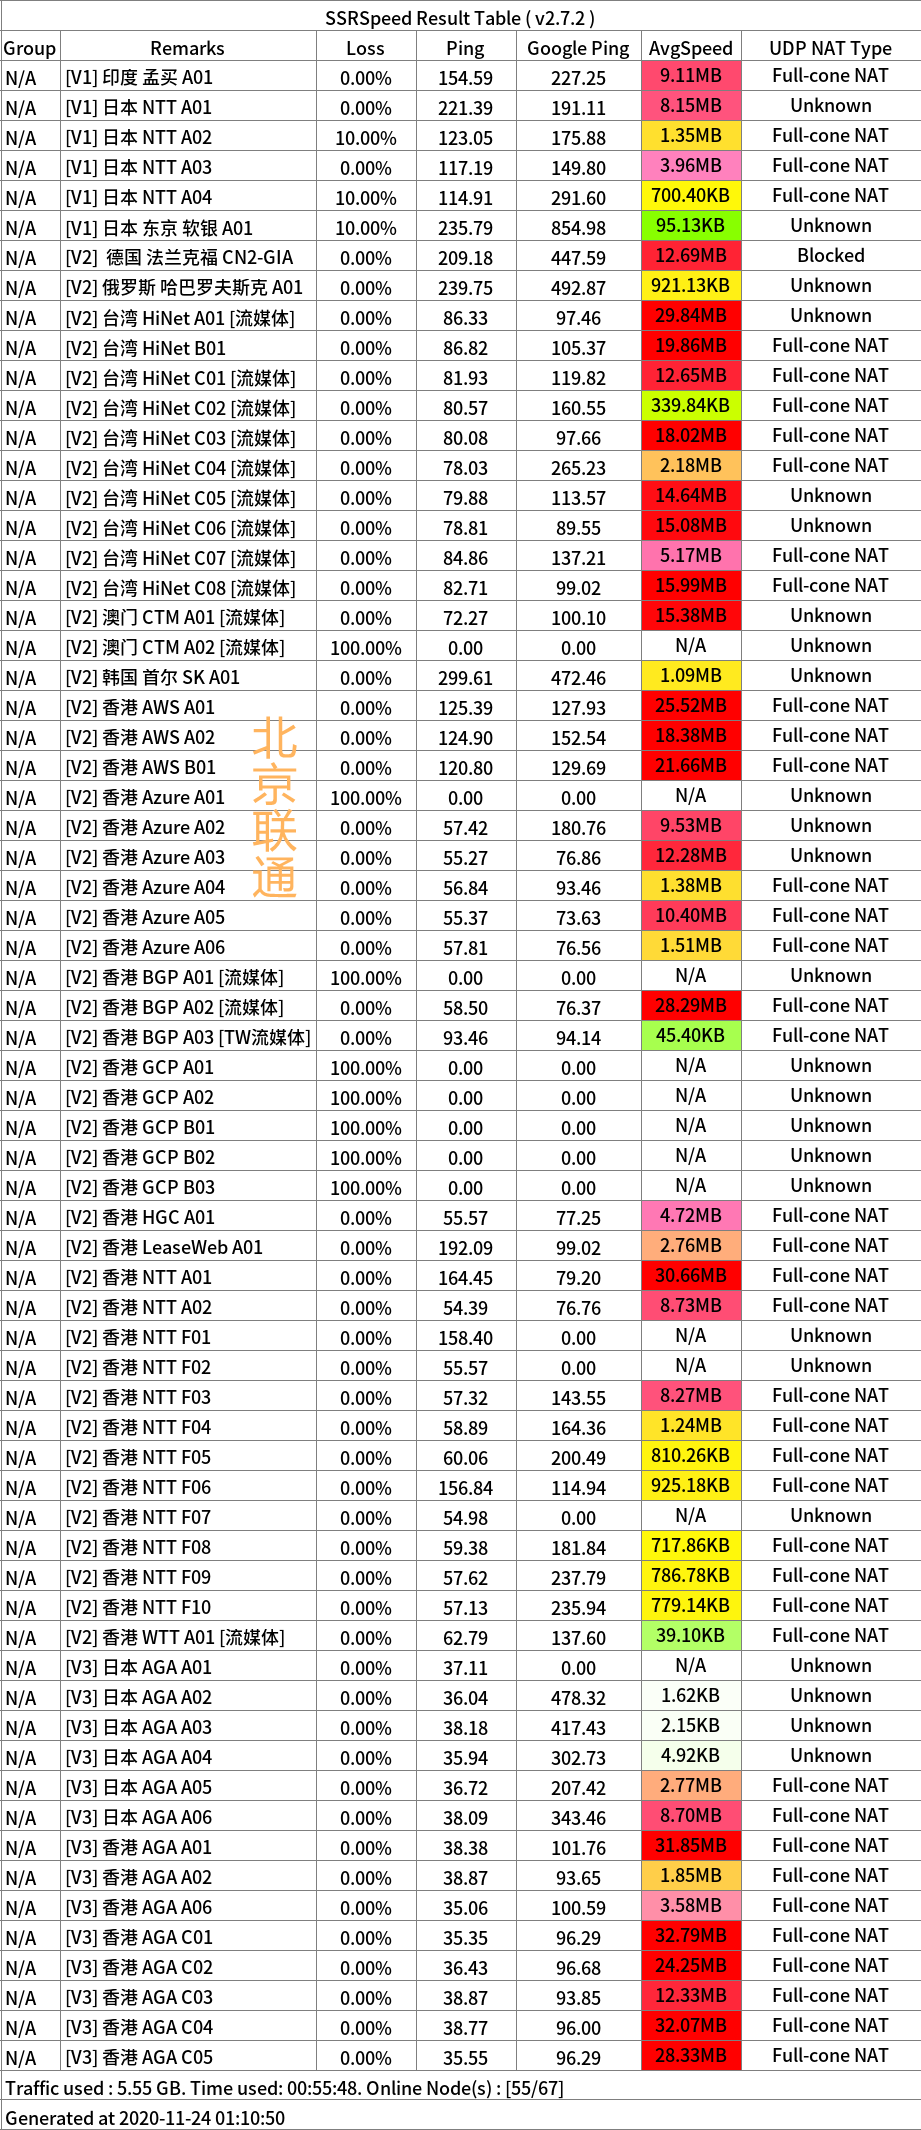 SSRSpeed Result Table ( v2.7.2 )
Group Remarks Loss Ping Google Ping AvgSpeed UDP NAT Type
N/A [V1] 印度 孟买 A01 0.00% 154.59 227.25 9.11MB Full-cone NAT
N/A [V1] 日本 NTT A01 0.00% 221.39 191.11 8.15MB Unknown
N/A [V1] 日本 NTT A02 10.00% 123.05 175.88 1.35MB Full-cone NAT
N/A [V1] 日本 NTT A03 0.00% 117.19 149.80 3.96MB Full-cone NAT
N/A [V1] 日本 NTT A04 10.00% 114.91 291.60 700.40KB Full-cone NAT
N/A [V1] 日本 东京 软银 A01 10.00% 235.79 854.98 95.13KB Unknown
N/A [V2] 德国 法兰克福 CN2-GIA 0.00% 209.18 447.59 12.69MB Blocked
N/A [V2] 俄罗斯 哈巴罗夫斯克 A01 0.00% 239.75 492.87 921.13KB Unknown
N/A [V2] 台湾 HiNet A01 [流媒体] 0.00% 86.33 97.46 29.84MB Unknown
N/A [V2] 台湾 HiNet B01 0.00% 86.82 105.37 19.86MB Full-cone NAT
N/A [V2] 台湾 HiNet C01 [流媒体] 0.00% 81.93 119.82 12.65MB Full-cone NAT
N/A [V2] 台湾 HiNet C02 [流媒体] 0.00% 80.57 160.55 339.84KB Full-cone NAT
N/A [V2] 台湾 HiNet C03 [流媒体] 0.00% 80.08 97.66 18.02MB Full-cone NAT
N/A [V2] 台湾 HiNet C04 [流媒体] 0.00% 78.03 265.23 2.18MB Full-cone NAT
N/A [V2] 台湾 HiNet C05 [流媒体] 0.00% 79.88 113.57 14.64MB Unknown
N/A [V2] 台湾 HiNet C06 [流媒体] 0.00% 78.81 89.55 15.08MB Unknown
N/A [V2] 台湾 HiNet C07 [流媒体] 0.00% 84.86 137.21 5.17MB Full-cone NAT
N/A [V2] 台湾 HiNet C08 [流媒体] 0.00% 82.71 99.02 15.99MB Full-cone NAT
N/A [V2] 澳门 CTM A01 [流媒体] 0.00% 72.27 100.10 15.38MB Unknown
N/A [V2] 澳门 CTM A02 [流媒体] 100.00% 0.00 0.00 N/A Unknown
N/A [V2] 韩国 首尔 SK A01 0.00% 299.61 472.46 1.09MB Unknown
N/A [V2] 香港 AWS A01 0.00% 125.39 127.93 25.52MB Full-cone NAT
N/A [V2] 香港 AWS A02 0.00% 124.90 152.54 18.38MB Full-cone NAT
N/A [V2] 香港 AWS B01 0.00% 120.80 129.69 21.66MB Full-cone NAT
N/A [V2] 香港 Azure A01 100.00% 0.00 0.00 N/A Unknown
N/A [V2] 香港 Azure A02 0.00% 57.42 180.76 9.53MB Unknown
N/A [V2] 香港 Azure A03 0.00% 55.27 76.86 12.28MB Unknown
N/A [V2] 香港 Azure A04 0.00% 56.84 93.46 1.38MB Full-cone NAT
N/A [V2] 香港 Azure A05 0.00% 55.37 73.63 10.40MB Full-cone NAT
N/A [V2] 香港 Azure A06 0.00% 57.81 76.56 1.51MB Full-cone NAT
N/A [V2] 香港 BGP A01 [流媒体] 100.00% 0.00 0.00 N/A Unknown
N/A [V2] 香港 BGP A02 [流媒体] 0.00% 58.50 76.37 28.29MB Full-cone NAT
N/A [V2] 香港 BGP A03 [TW流媒体] 0.00% 93.46 94.14 45.40KB Full-cone NAT
N/A [V2] 香港 GCP A01 100.00% 0.00 0.00 N/A Unknown
N/A [V2] 香港 GCP A02 100.00% 0.00 0.00 N/A Unknown
N/A [V2] 香港 GCP B01 100.00% 0.00 0.00 N/A Unknown
N/A [V2] 香港 GCP B02 100.00% 0.00 0.00 N/A Unknown
N/A [V2] 香港 GCP B03 100.00% 0.00 0.00 N/A Unknown
N/A [V2] 香港 HGC A01 0.00% 55.57 77.25 4.72MB Full-cone NAT
N/A [V2] 香港 LeaseWeb A01 0.00% 192.09 99.02 2.76MB Full-cone NAT
N/A [V2] 香港 NTT A01 0.00% 164.45 79.20 30.66MB Full-cone NAT
N/A [V2] 香港 NTT A02 0.00% 54.39 76.76 8.73MB Full-cone NAT
N/A [V2] 香港 NTT F01 0.00% 158.40 0.00 N/A Unknown
N/A [V2] 香港 NTT F02 0.00% 55.57 0.00 N/A Unknown
N/A [V2] 香港 NTT F03 0.00% 57.32 143.55 8.27MB Full-cone NAT
N/A [V2] 香港 NTT F04 0.00% 58.89 164.36 1.24MB Full-cone NAT
N/A [V2] 香港 NTT F05 0.00% 60.06 200.49 810.26KB Full-cone NAT
N/A [V2] 香港 NTT F06 0.00% 156.84 114.94 925.18KB Full-cone NAT
N/A [V2] 香港 NTT F07 0.00% 54.98 0.00 N/A Unknown
N/A [V2] 香港 NTT F08 0.00% 59.38 181.84 717.86KB Full-cone NAT
N/A [V2] 香港 NTT F09 0.00% 57.62 237.79 786.78KB Full-cone NAT
N/A [V2] 香港 NTT F10 0.00% 57.13 235.94 779.14KB Full-cone NAT
N/A [V2] 香港 WTT A01 [流媒体] 0.00% 62.79 137.60 39.10KB Full-cone NAT
N/A [V3] 日本 AGA A01 0.00% 37.11 0.00 N/A Unknown
N/A [V3] 日本 AGA A02 0.00% 36.04 478.32 1.62KB Unknown
N/A [V3] 日本 AGA A03 0.00% 38.18 417.43 2.15KB Unknown
N/A [V3] 日本 AGA A04 0.00% 35.94 302.73 4.92KB Unknown
N/A [V3] 日本 AGA A05 0.00% 36.72 207.42 2.77MB Full-cone NAT
N/A [V3] 日本 AGA A06 0.00% 38.09 343.46 8.70MB Full-cone NAT
N/A [V3] 香港 AGA A01 0.00% 38.38 101.76 31.85MB Full-cone NAT
N/A [V3] 香港 AGA A02 0.00% 38.87 93.65 1.85MB Full-cone NAT
N/A [V3] 香港 AGA A06 0.00% 35.06 100.59 3.58MB Full-cone NAT
N/A [V3] 香港 AGA C01 0.00% 35.35 96.29 32.79MB Full-cone NAT
N/A [V3] 香港 AGA C02 0.00% 36.43 96.68 24.25MB Full-cone NAT
N/A [V3] 香港 AGA C03 0.00% 38.87 93.85 12.33MB Full-cone NAT
N/A [V3] 香港 AGA C04 0.00% 38.77 96.00 32.07MB Full-cone NAT
N/A [V3] 香港 AGA C05 0.00% 35.55 96.29 28.33MB Full-cone NAT
Traffic used : 5.55 GB. Time used: 00:55:48. Online Node(s) : [55/67]
Generated at 2020-11-24 01:10:50
北京联通